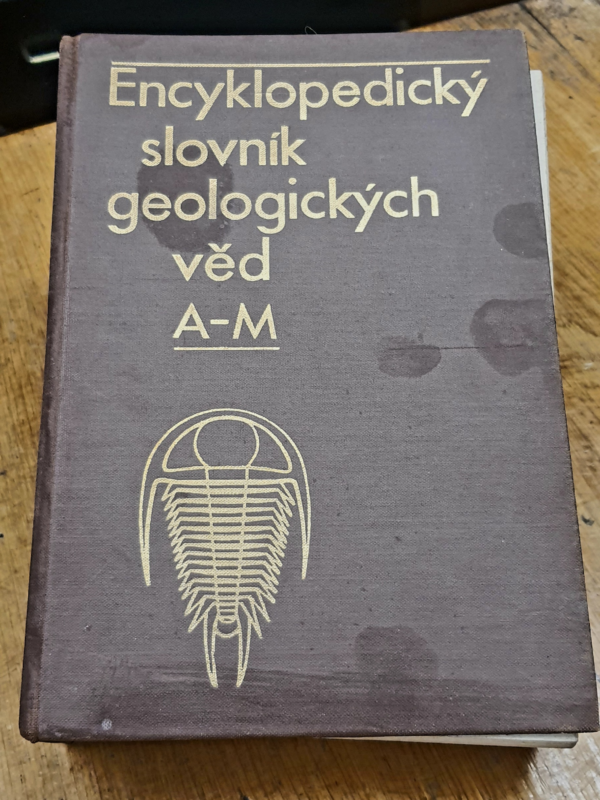 Encyklopedický
slovník
geologických
věd
A-M